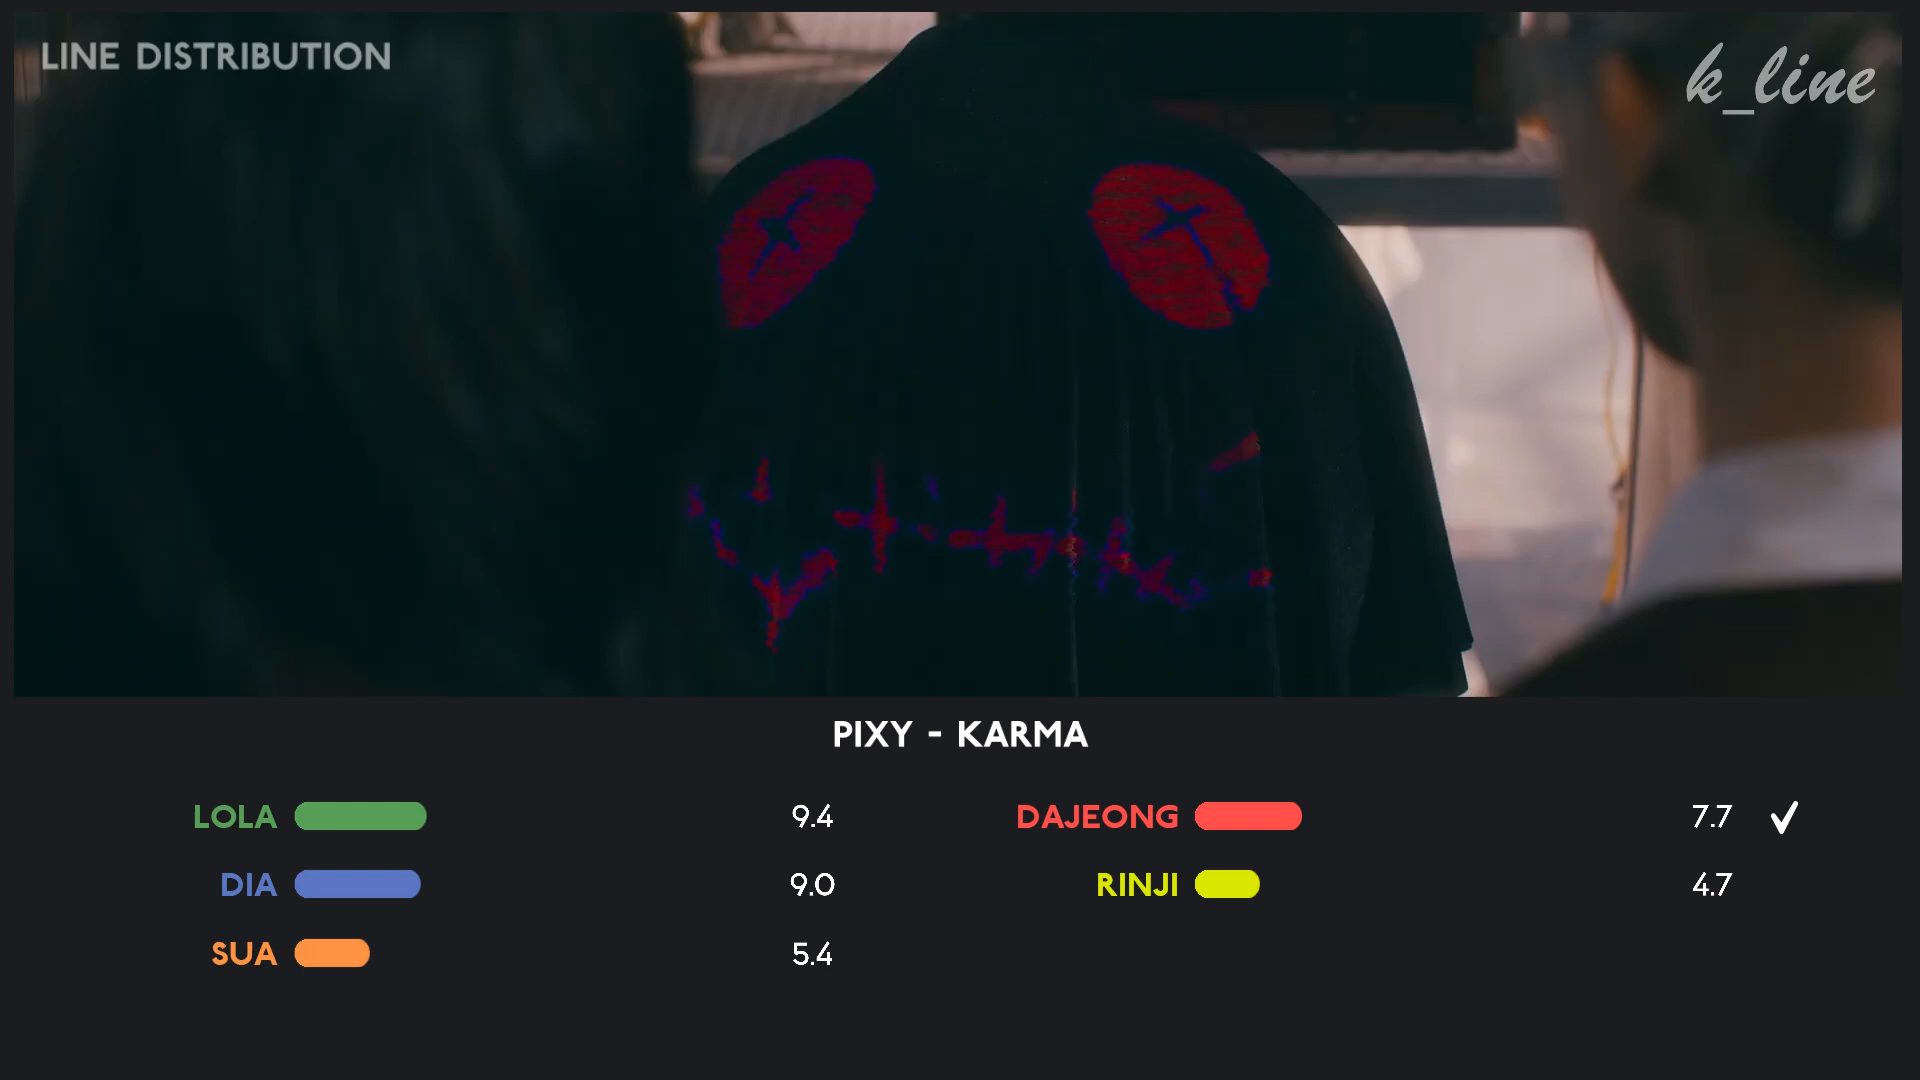 LINE DISTRIBUTION
k_line
PIXY - KARMA
LOLA 9.4
DAJEONG 7.7 ✓
DIA 9.0
RINJI 4.7
SUA 5.4